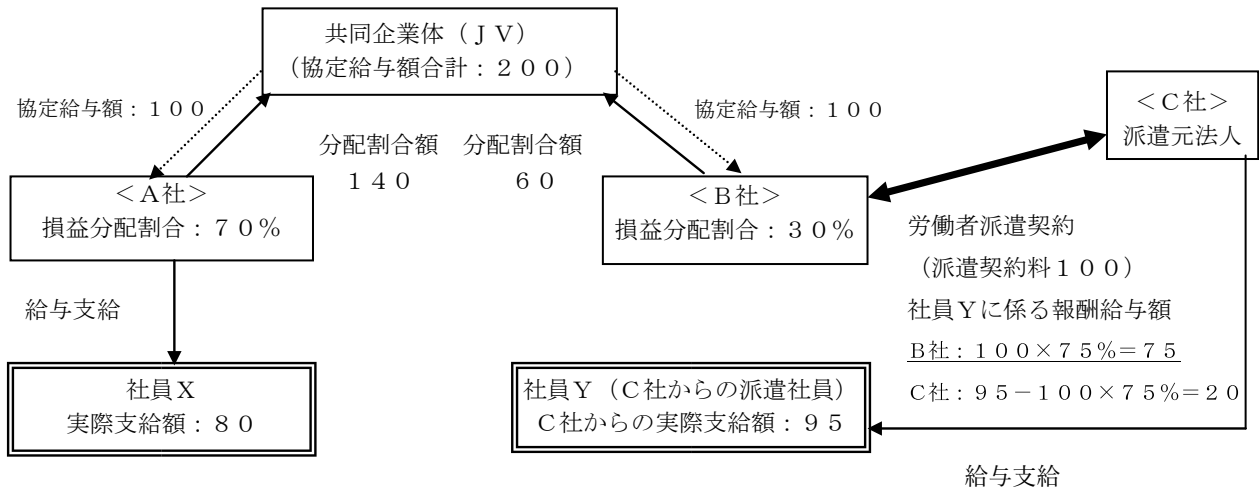 共同企業体（ＪＶ）
（協定給与額合計：２００）
協定給与額：１００
協定給与額：１００
＜Ｃ社＞
派遣元法人
分配割合額
１４０
分配割合額
６０
＜Ａ社＞
損益分配割合：７０％
＜Ｂ社＞
損益分配割合：３０％
労働者派遣契約
（派遣契約料１００）
社員Ｙに係る報酬給与額
Ｂ社：１００×７５％＝７５
Ｃ社：９５－１００×７５％＝２０
給与支給
社員Ｘ
実際支給額：８０
社員Ｙ（Ｃ社からの派遣社員）
Ｃ社からの実際支給額：９５
給与支給